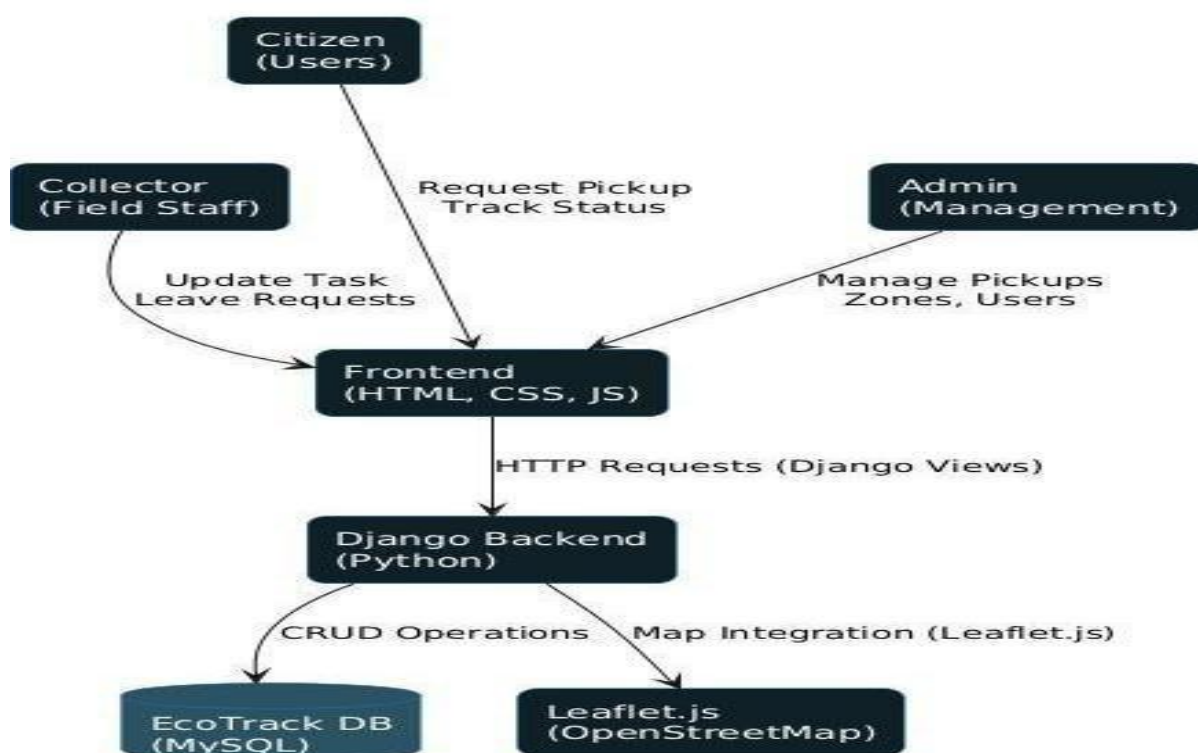 Citizen
(Users)
Collector
(Field Staff)
Request Pickup
Track Status
Admin
(Management)
Update Task
Leave Requests
Manage Pickups
Zones, Users
Frontend
(HTML, CSS, JS)
HTTP Requests (Django Views)
Django Backend
(Python)
CRUD Operations
Map Integration (Leaflet.js)
EcoTrack DB
(MySQL)
Leaflet.js
(OpenStreetMap)